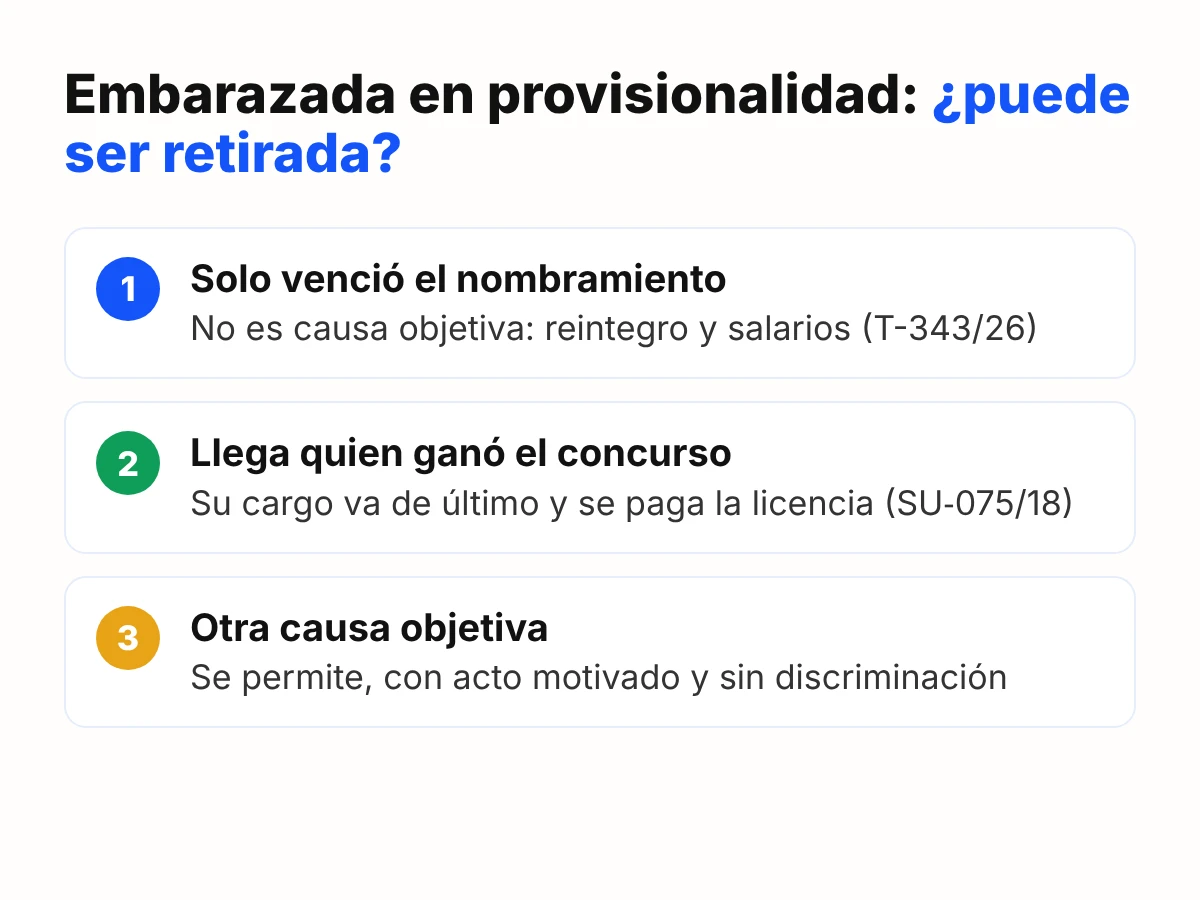 Embarazada en provisionalidad: ¿puede
ser retirada?
1
Solo venció el nombramiento
No es causa objetiva: reintegro y salarios (T-343/26)
2
Llega quien ganó el concurso
Su cargo va de último y se paga la licencia (SU-075/18)
3
Otra causa objetiva
Se permite, con acto motivado y sin discriminación